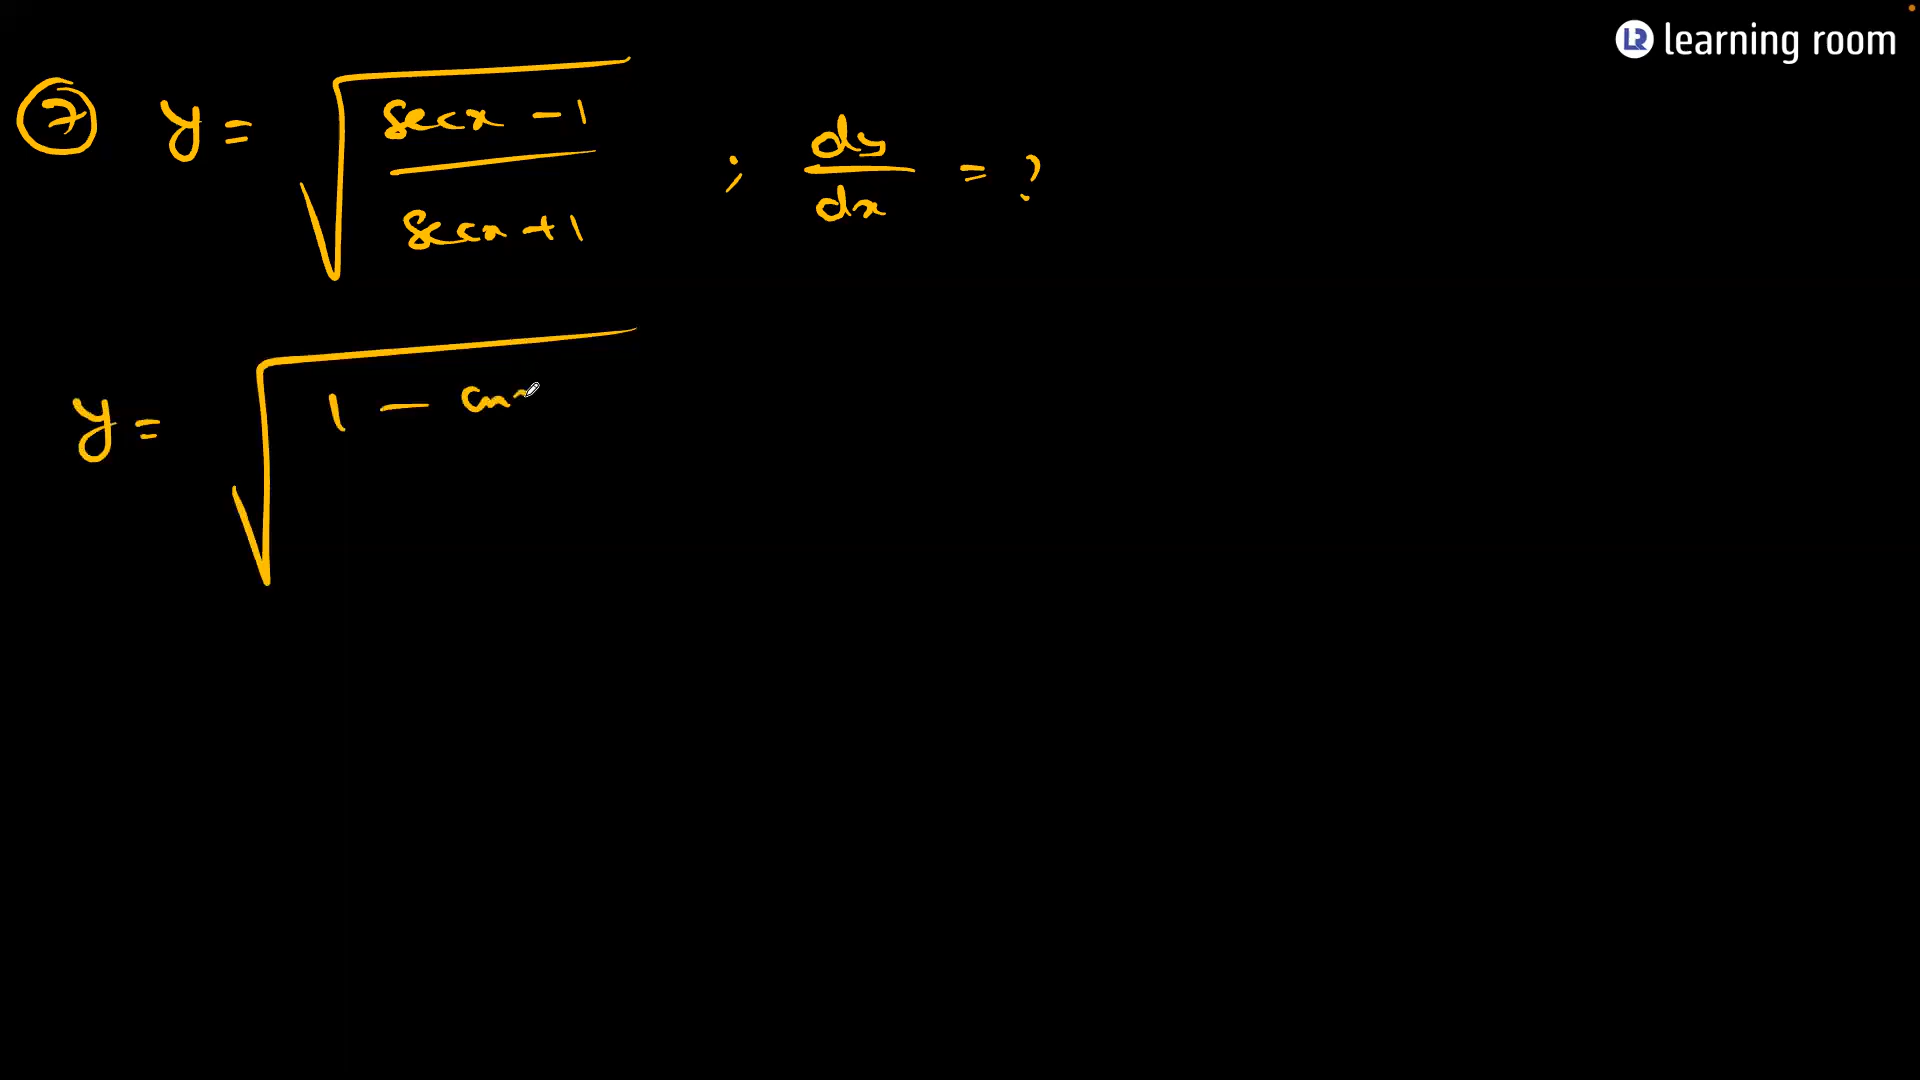 learning room
⑦ y = √((secx - 1)/(secx + 1)) ; dy/dx = ?
y = √(1 - cos